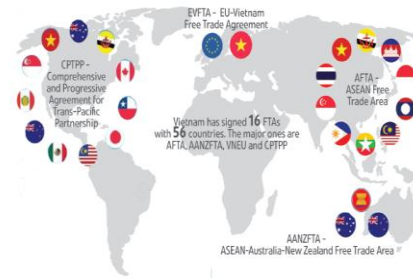 EVFTA - EU-Vietnam
Free Trade Agreement
CPTPP -
Comprehensive
and Progressive
Agreement for
Trans-Pacific
Partnership
AFTA -
ASEAN Free
Trade Area
Vietnam has signed 16 FTAs
with 56 countries. The major ones are
AFTA, AANZFTA, VNEU and CPTPP
AANZFTA -
ASEAN-Australia-New Zealand Free Trade Area